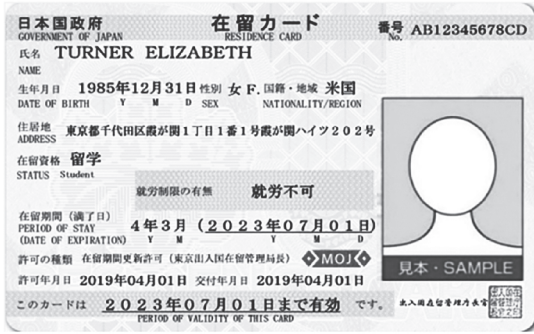 日本国政府 在留カード 番号 AB12345678CD
GOVERNMENT OF JAPAN RESIDENCE CARD No.
氏名 TURNER ELIZABETH
NAME
生年月日 1985年12月31日 性別 女 F. 国籍・地域 米国
DATE OF BIRTH Y M D SEX NATIONALITY/REGION
住居地 東京都千代田区霞が関1丁目1番1号霞が関ハイツ202号
ADDRESS
在留資格 留学
STATUS Student
就労制限の有無 就労不可
在留期間（満了日） 4年3月（2023年07月01日）
PERIOD OF STAY Y M Y M D
(DATE OF EXPIRATION)
許可の種類 在留期間更新許可（東京出入国在留管理局長） MOJ
許可年月日 2019年04月01日 交付年月日 2019年04月01日
見本・SAMPLE
このカードは 2023年07月01日まで有効 です。 出入国在留管理庁長官
PERIOD OF VALIDITY OF THIS CARD